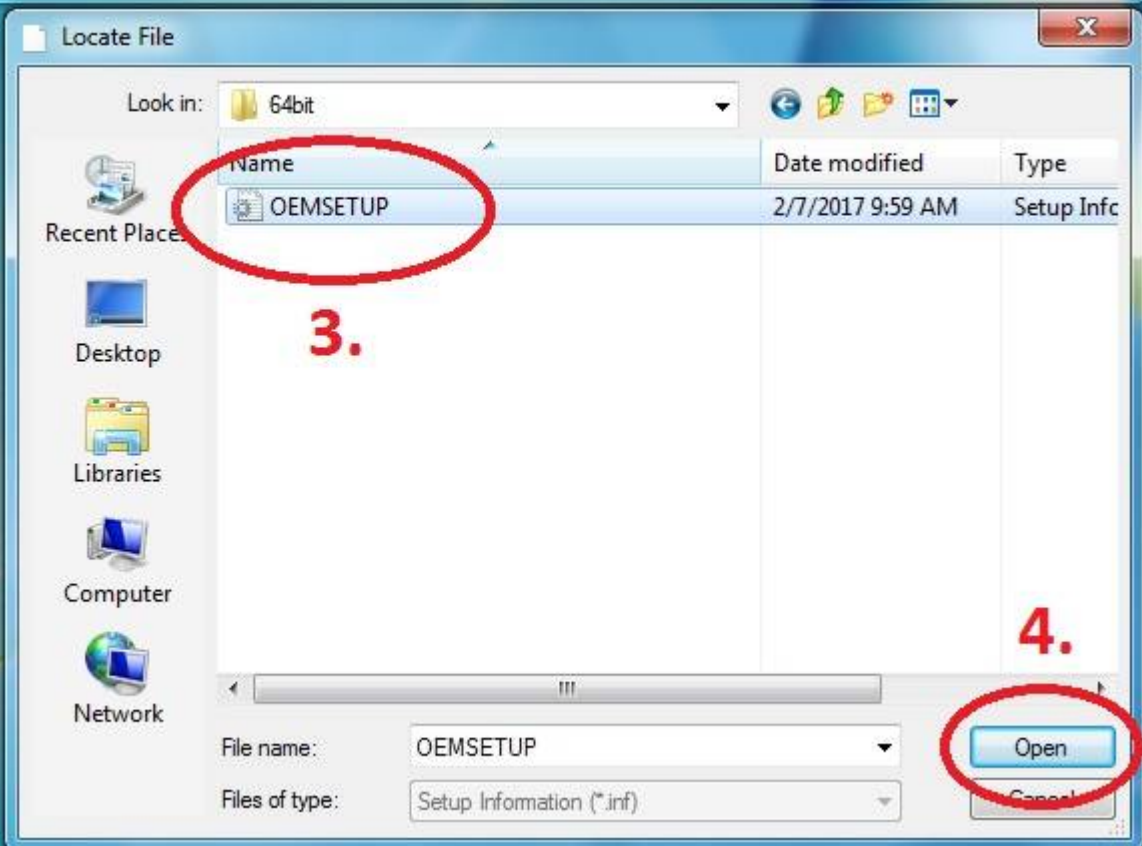 Locate File
Look in: 64bit
Name Date modified Type
OEMSETUP 2/7/2017 9:59 AM Setup Info
Recent Places
3.
Desktop
Libraries
Computer
4.
Network
File name: OEMSETUP Open
Files of type: Setup Information (*.inf) Cancel